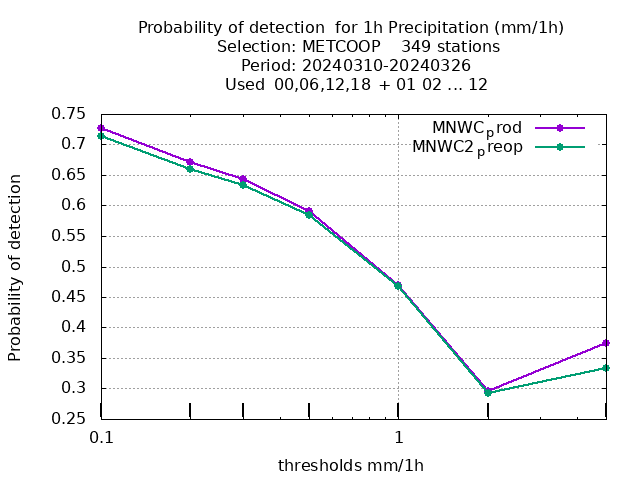 Probability of detection  for 1h Precipitation (mm/1h)
Selection: METCOOP    349 stations
Period: 20240310-20240326
Used  00,06,12,18 + 01 02 ... 12
MNWCprod
MNWC2preop
0.75
0.7
0.65
0.6
0.55
0.5
0.45
0.4
0.35
0.3
0.25
Probability of detection
0.1
1
thresholds mm/1h